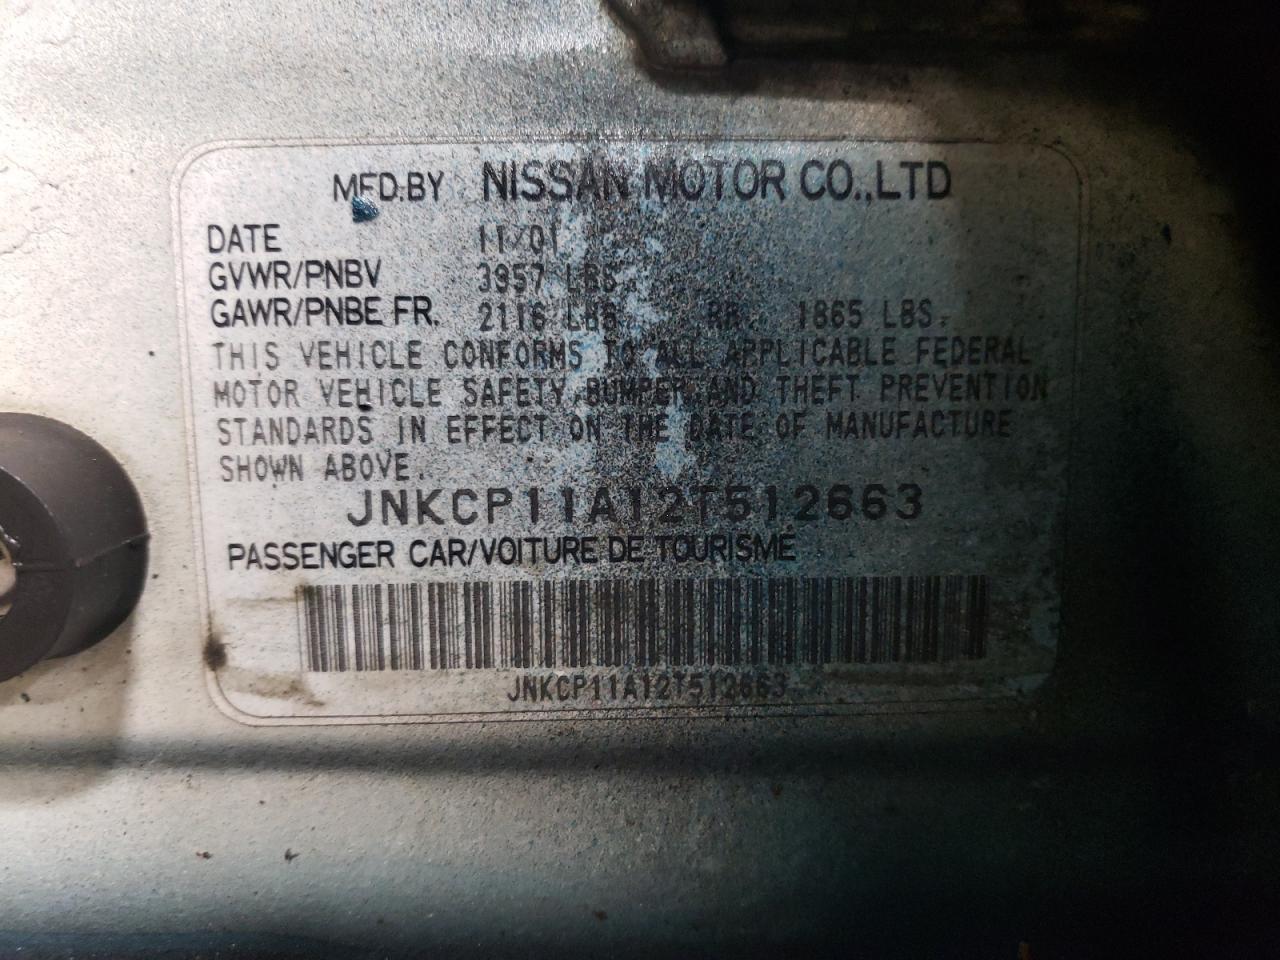 MFD.BY NISSAN MOTOR CO.,LTD
DATE 11/01
GVWR/PNBV 3957 LBS.
GAWR/PNBE FR. 2116 LBS. RR. 1865 LBS.
THIS VEHICLE CONFORMS TO ALL APPLICABLE FEDERAL
MOTOR VEHICLE SAFETY,BUMPER AND THEFT PREVENTION
STANDARDS IN EFFECT ON THE DATE OF MANUFACTURE
SHOWN ABOVE.
JNKCP11A12T512663
PASSENGER CAR/VOITURE DE TOURISME
JNKCP11A12T512663